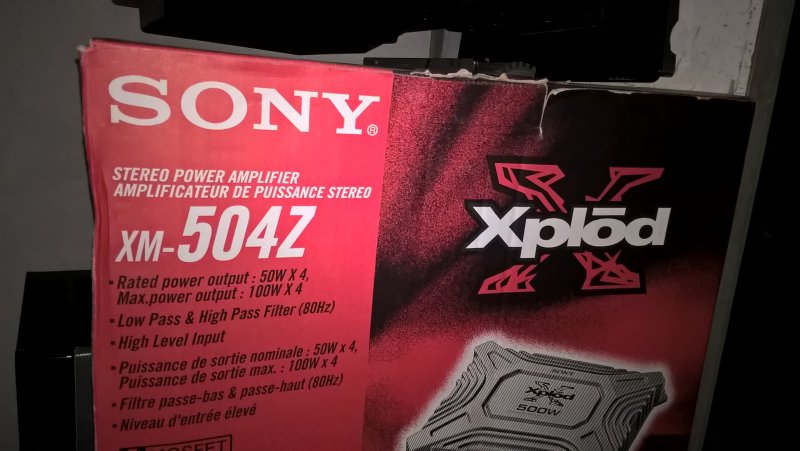 SONY®
STEREO POWER AMPLIFIER
AMPLIFICATEUR DE PUISSANCE STEREO
XM-504Z
• Rated power output : 50W X 4,
Max.power output : 100W X 4
• Low Pass & High Pass Filter (80Hz)
• High Level Input
• Puissance de sortie nominale : 50W x 4,
Puissance de sortie max. : 100W x 4
• Filtre passe-bas & passe-haut (80Hz)
• Niveau d'entrée élevé
MOSFET
Xplōd
Xplōd
500W